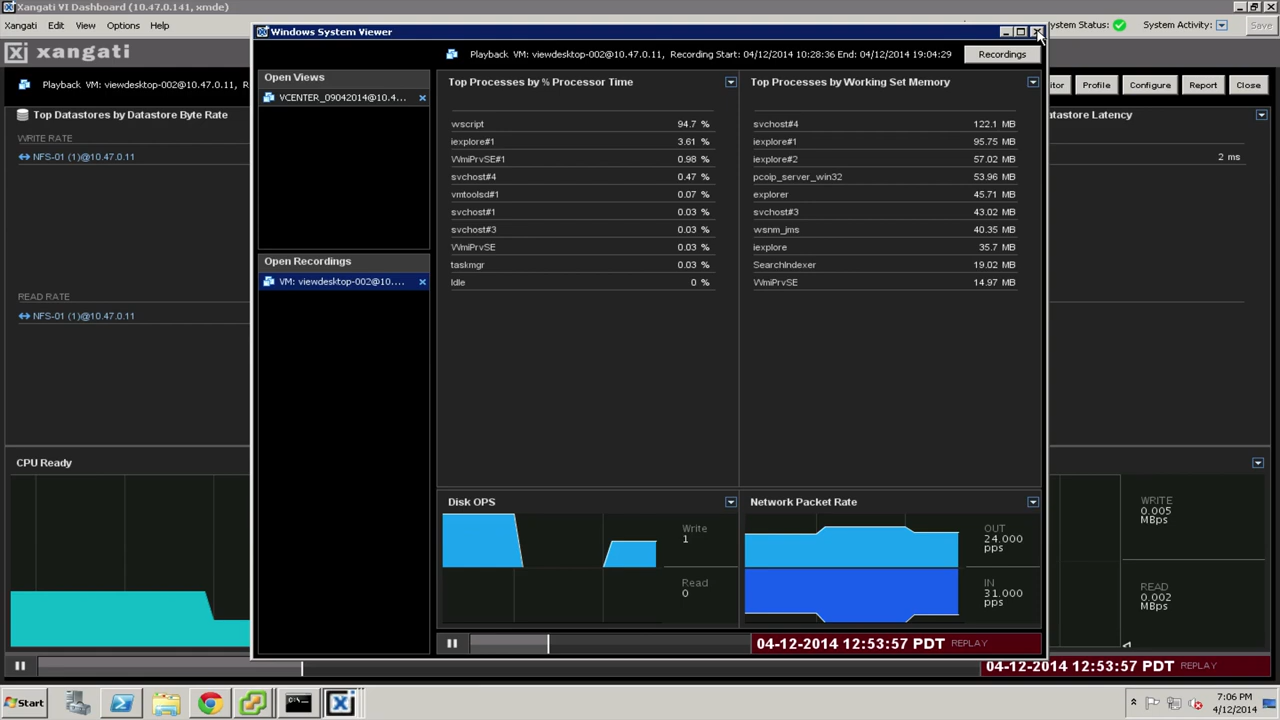 Xangati VI Dashboard (10.47.0.141, xmde)
Xangati Edit View Options Help
ystem Status: System Activity: Save
xangati
Playback VM: viewdesktop-002@10.47.0.11, R
tor Profile Configure Report Close
Top Datastores by Datastore Byte Rate
WRITE RATE
NFS-01 (1)@10.47.0.11
READ RATE
NFS-01 (1)@10.47.0.11
CPU Ready
Windows System Viewer
Playback VM: viewdesktop-002@10.47.0.11, Recording Start: 04/12/2014 10:28:36 End: 04/12/2014 19:04:29
Recordings
Open Views
VCENTER_09042014@10.4...
Open Recordings
VM: viewdesktop-002@10....
Top Processes by % Processor Time
wscript 94.7 %
iexplore#1 3.61 %
WmiPrvSE#1 0.98 %
svchost#4 0.47 %
vmtoolsd#1 0.07 %
svchost#1 0.03 %
svchost#3 0.03 %
WmiPrvSE 0.03 %
taskmgr 0.03 %
Idle 0 %
Top Processes by Working Set Memory
svchost#4 122.1 MB
iexplore#1 95.75 MB
iexplore#2 57.02 MB
pcoip_server_win32 53.96 MB
explorer 45.71 MB
svchost#3 43.02 MB
wsnm_jms 40.35 MB
iexplore 35.7 MB
SearchIndexer 19.02 MB
WmiPrvSE 14.97 MB
Disk OPS
Write
1
Read
0
Network Packet Rate
OUT
24.000
pps
IN
31.000
pps
04-12-2014 12:53:57 PDT REPLAY
tastore Latency
2 ms
WRITE
0.005
MBps
READ
0.002
MBps
04-12-2014 12:53:57 PDT REPLAY
Start
7:06 PM
4/12/2014